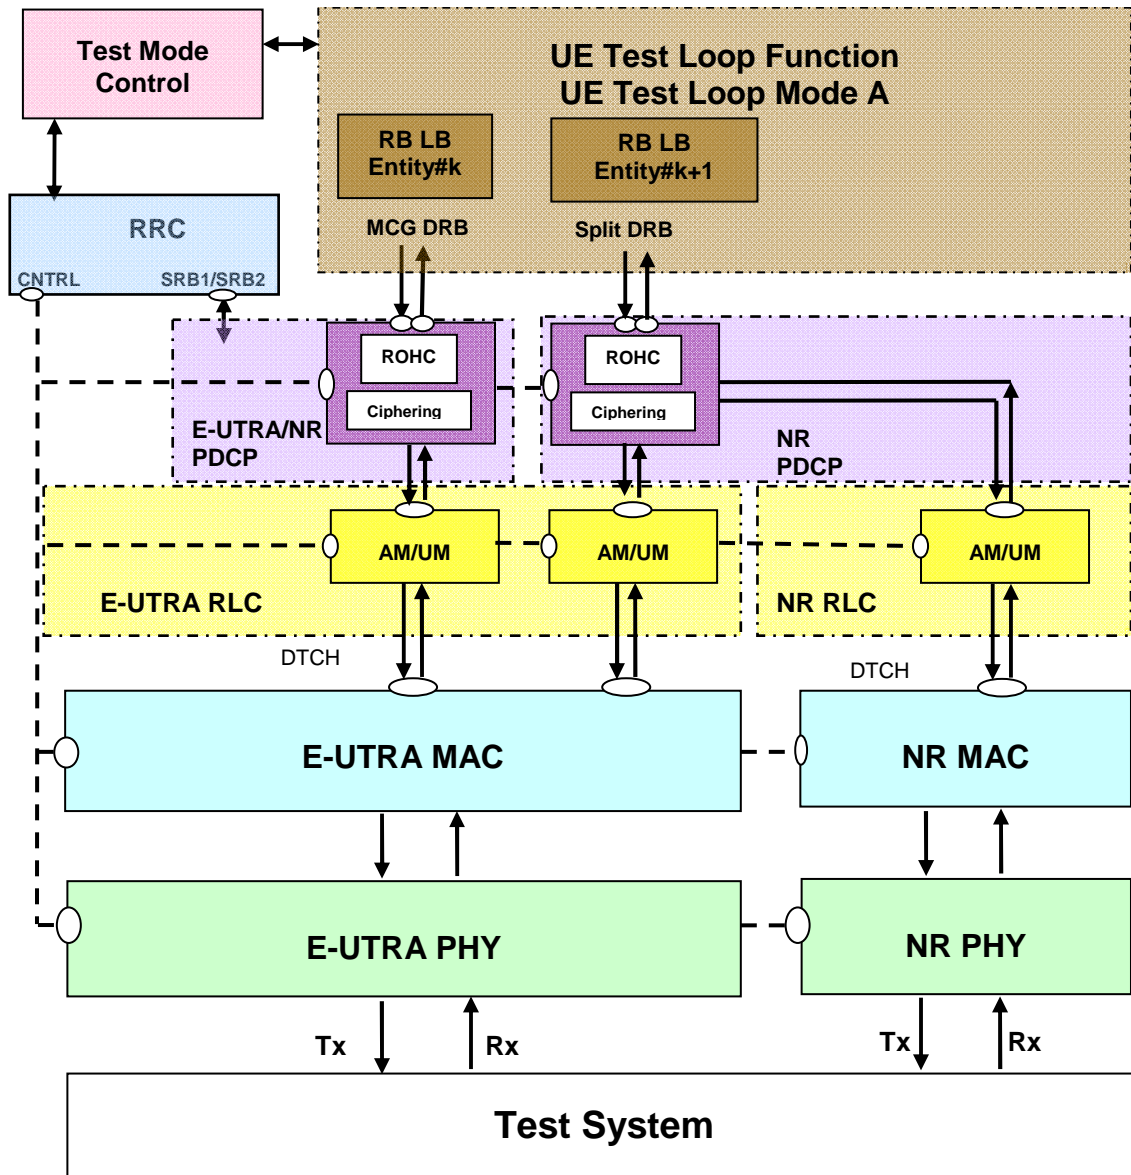 Test Mode
Control
UE Test Loop Function
UE Test Loop Mode A
RB LB
Entity#k
RB LB
Entity#k+1
MCG DRB
Split DRB
RRC
CNTRL
SRB1/SRB2
ROHC
Ciphering
ROHC
Ciphering
E-UTRA/NR
PDCP
NR
PDCP
AM/UM
AM/UM
AM/UM
E-UTRA RLC
NR RLC
DTCH
DTCH
E-UTRA MAC
NR MAC
E-UTRA PHY
NR PHY
Tx
Rx
Tx
Rx
Test System